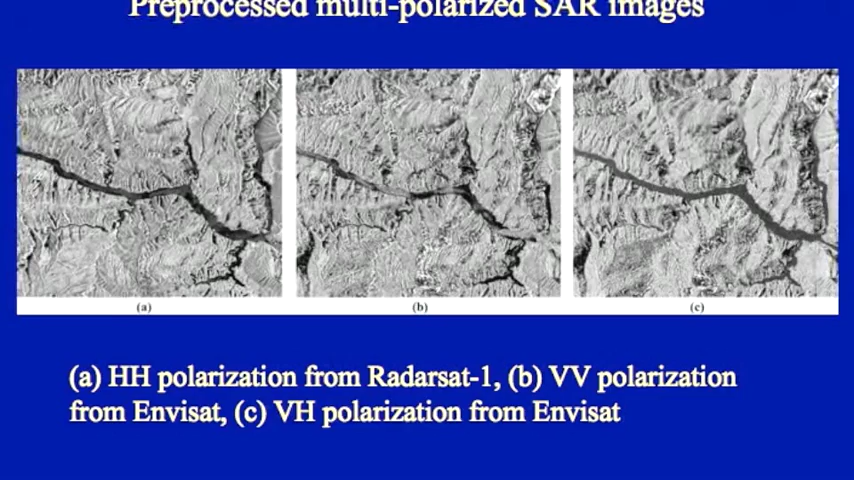 Preprocessed multi-polarized SAR images
(a)
(b)
(c)
(a) HH polarization from Radarsat-1, (b) VV polarization
from Envisat, (c) VH polarization from Envisat